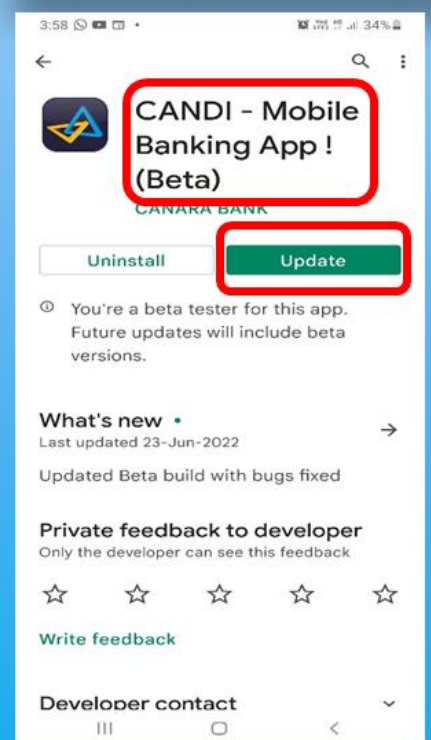 3:58
34%
CANDI - Mobile
Banking App !
(Beta)
CANARA BANK
Uninstall
Update
You're a beta tester for this app.
Future updates will include beta
versions.
What's new •
Last updated 23-Jun-2022
Updated Beta build with bugs fixed
Private feedback to developer
Only the developer can see this feedback
Write feedback
Developer contact